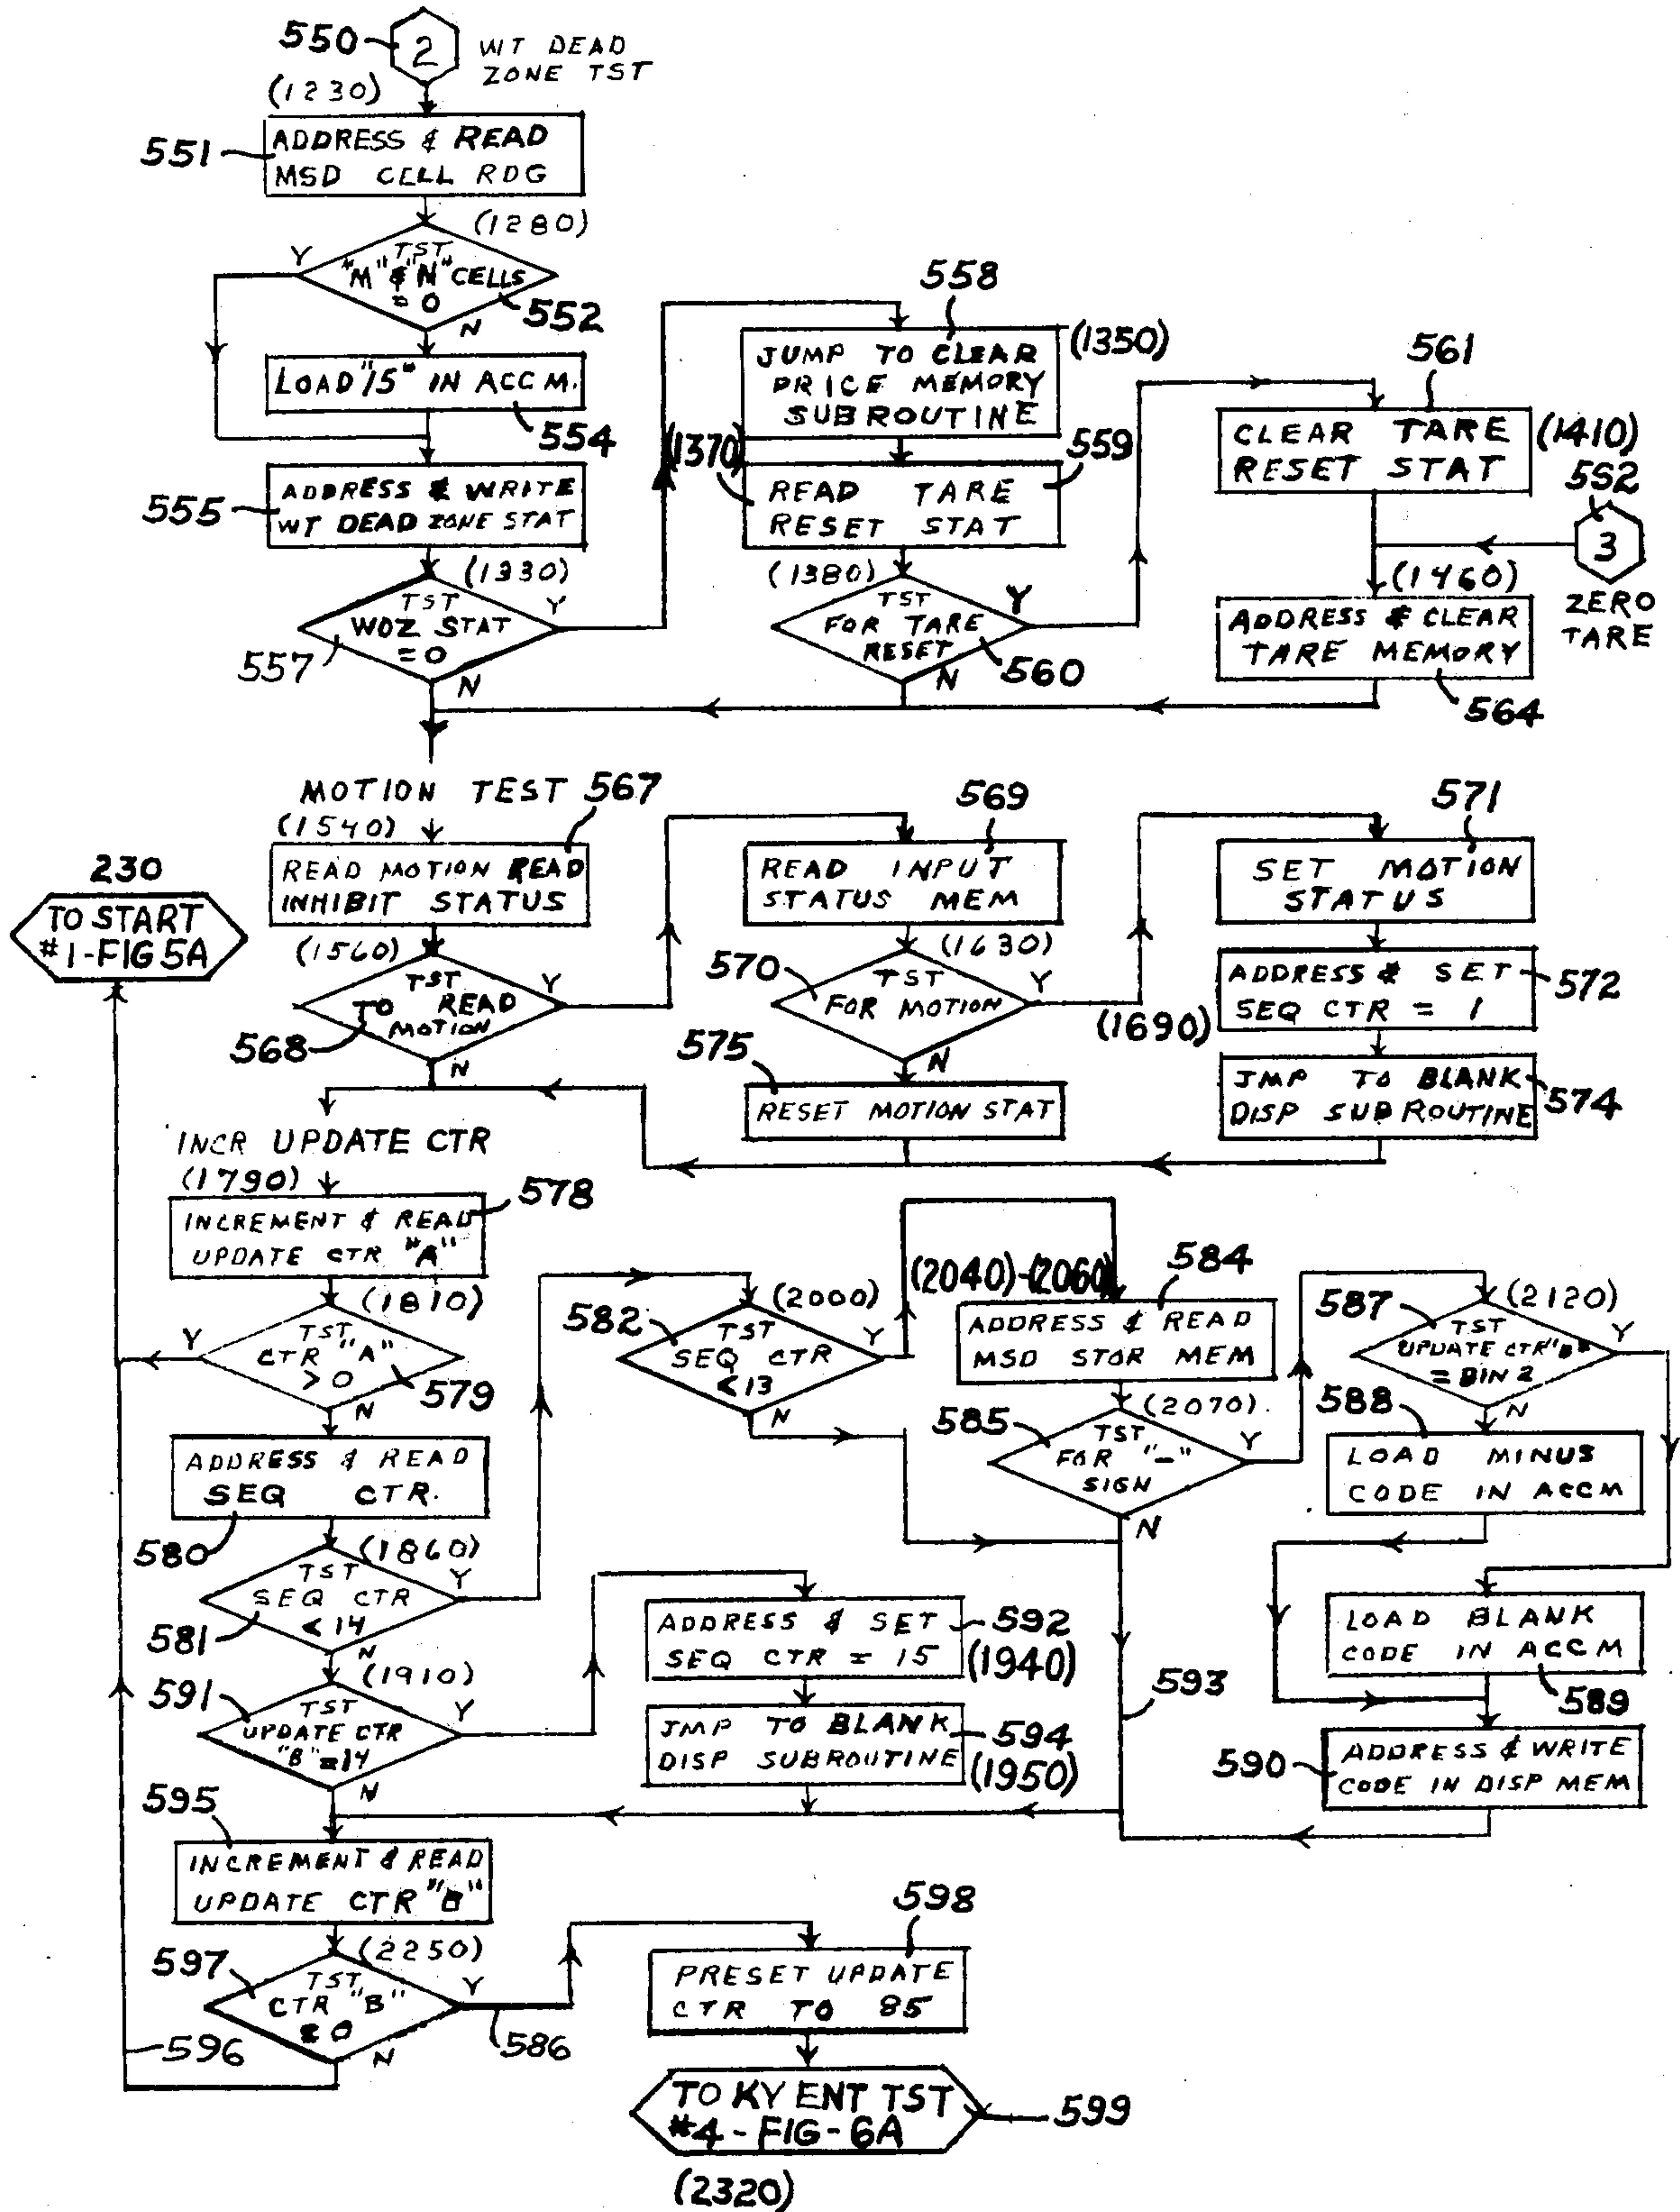 550
2
WT DEAD
ZONE TST
(1230)
551
ADDRESS & READ
MSD CELL RDG
(1280)
Y
TST
"M" & "N" CELLS
= 0
552
N
LOAD "15" IN ACCM.
554
555
ADDRESS & WRITE
WT DEAD ZONE STAT
(1330)
TST
WDZ STAT
= 0
Y
557
N
558
JUMP TO CLEAR
PRICE MEMORY
SUBROUTINE
(1350)
(1370)
559
READ TARE
RESET STAT
(1380)
TST
FOR TARE
RESET
Y
560
N
561
CLEAR TARE
RESET STAT
(1410)
562
3
ZERO
TARE
(1460)
ADDRESS & CLEAR
TARE MEMORY
564
MOTION TEST
567
(1540)
READ MOTION READ
INHIBIT STATUS
230
TO START
#1-FIG 5A
(1560)
TST
TO READ
MOTION
Y
568
N
569
READ INPUT
STATUS MEM
(1630)
570
TST
FOR MOTION
Y
(1690)
N
575
RESET MOTION STAT
571
SET MOTION
STATUS
ADDRESS & SET
SEQ CTR = 1
572
JMP TO BLANK
DISP SUBROUTINE
574
INCR UPDATE CTR
(1790)
578
INCREMENT & READ
UPDATE CTR "A"
(1810)
Y
TST
CTR "A"
> 0
579
N
ADDRESS & READ
SEQ CTR.
580
(1860)
TST
SEQ CTR
< 14
Y
581
N
(1910)
591
TST
UPDATE CTR
"B" = 14
Y
N
582
(2000)
TST
SEQ CTR
< 13
Y
N
(2040)-(2060)
584
ADDRESS & READ
MSD STOR MEM
(2070).
585
TST
FOR "-"
SIGN
Y
N
587
(2120)
TST
UPDATE CTR "B"
= BIN 2
Y
N
588
LOAD MINUS
CODE IN ACCM
LOAD BLANK
CODE IN ACCM
589
590
ADDRESS & WRITE
CODE IN DISP MEM
ADDRESS & SET
SEQ CTR = 15
592
(1940)
JMP TO BLANK
DISP SUBROUTINE
594
(1950)
593
595
INCREMENT & READ
UPDATE CTR "B"
(2250)
597
TST
CTR "B"
= 0
Y
586
N
596
598
PRESET UPDATE
CTR TO 85
TO KY ENT TST
#4-FIG-6A
599
(2320)